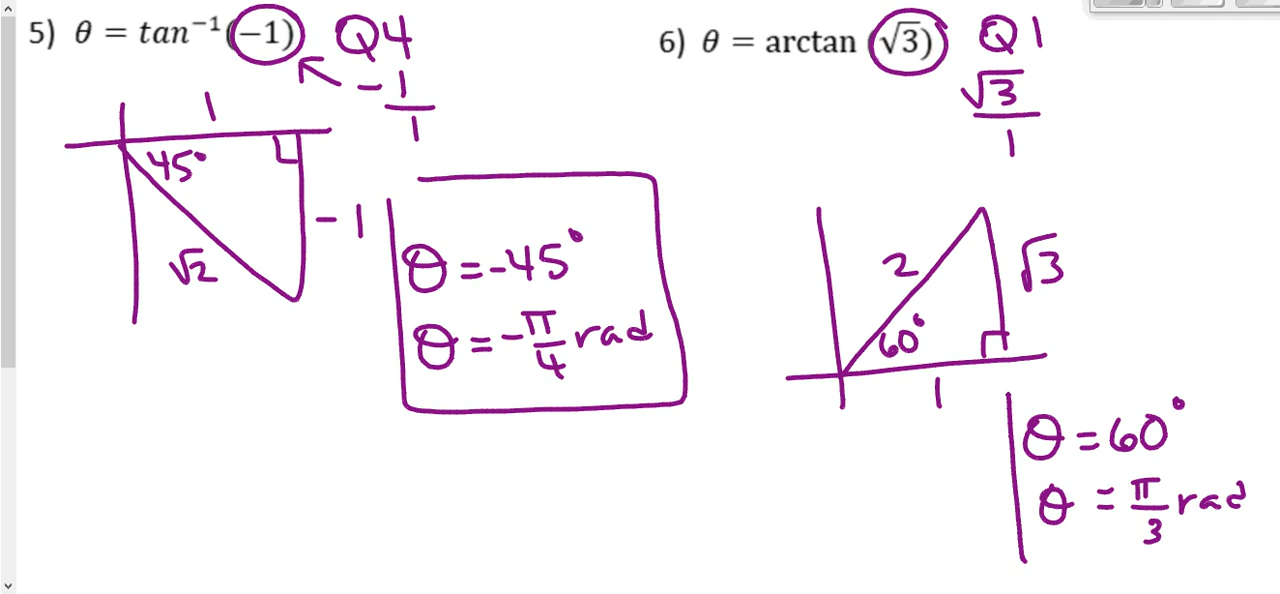 5) θ = tan⁻¹(−1) Q4
−1/1
1
45°
−1
√2
θ = −45°
θ = −π/4 rad
6) θ = arctan (√3) Q1
√3/1
2
√3
60°
1
θ = 60°
θ = π/3 rad